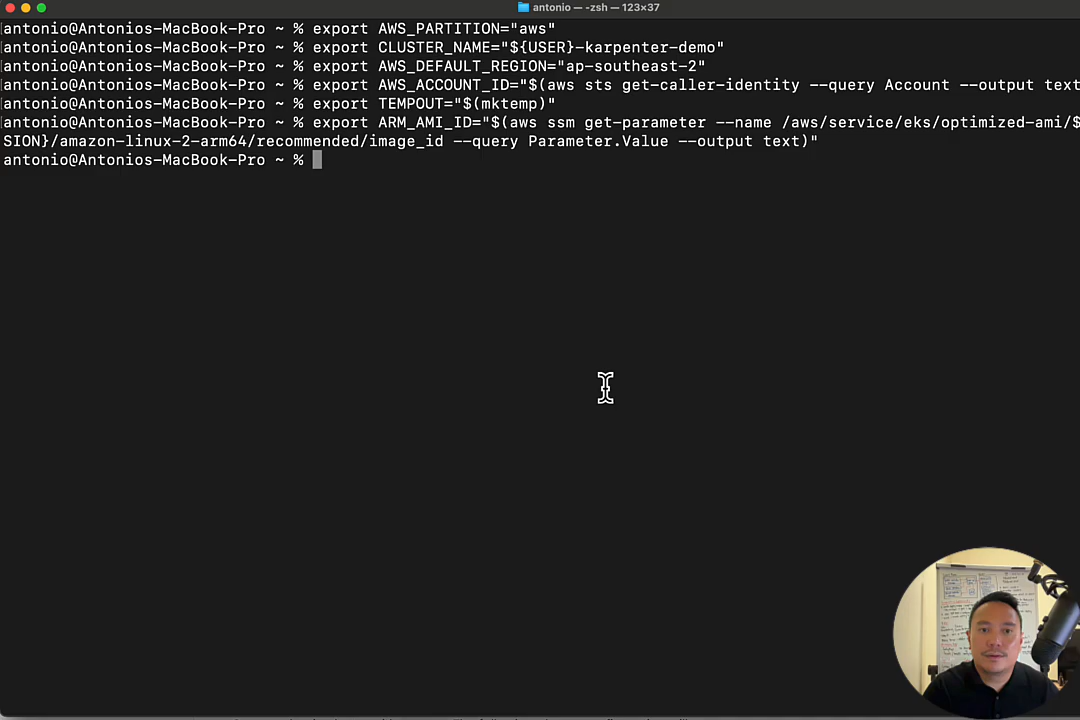 antonio — -zsh — 123×37
antonio@Antonios-MacBook-Pro ~ % export AWS_PARTITION="aws"
antonio@Antonios-MacBook-Pro ~ % export CLUSTER_NAME="${USER}-karpenter-demo"
antonio@Antonios-MacBook-Pro ~ % export AWS_DEFAULT_REGION="ap-southeast-2"
antonio@Antonios-MacBook-Pro ~ % export AWS_ACCOUNT_ID="$(aws sts get-caller-identity --query Account --output text
antonio@Antonios-MacBook-Pro ~ % export TEMPOUT="$(mktemp)"
antonio@Antonios-MacBook-Pro ~ % export ARM_AMI_ID="$(aws ssm get-parameter --name /aws/service/eks/optimized-ami/$
SION}/amazon-linux-2-arm64/recommended/image_id --query Parameter.Value --output text)"
antonio@Antonios-MacBook-Pro ~ %